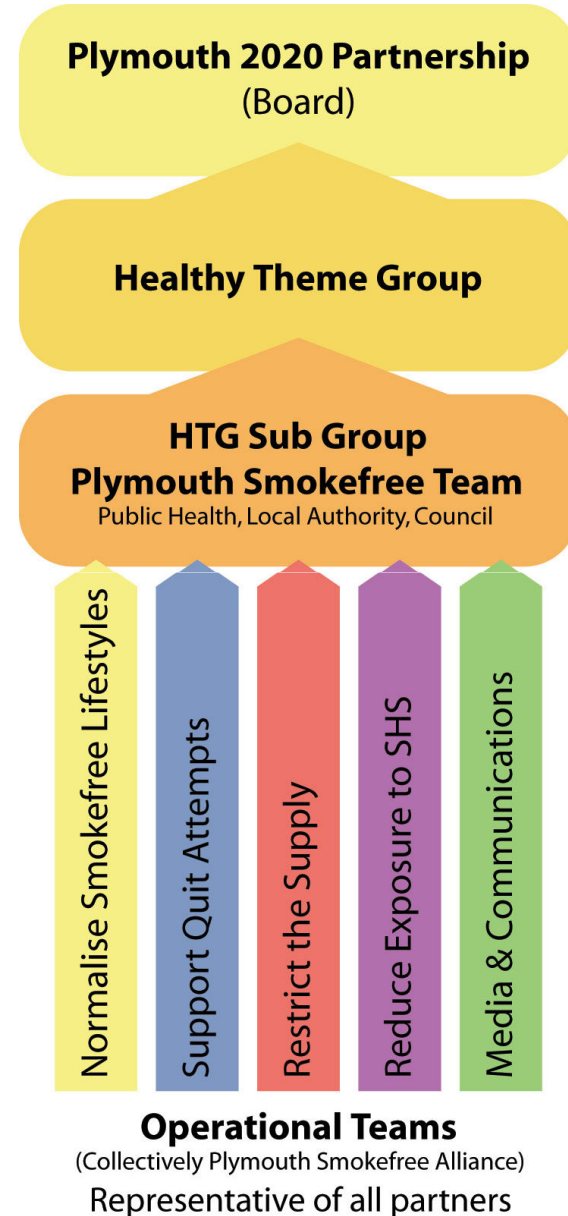 Plymouth 2020 Partnership
(Board)
Healthy Theme Group
HTG Sub Group
Plymouth Smokefree Team
Public Health, Local Authority, Council
Normalise Smokefree Lifestyles
Support Quit Attempts
Restrict the Supply
Reduce Exposure to SHS
Media & Communications
Operational Teams
(Collectively Plymouth Smokefree Alliance)
Representative of all partners